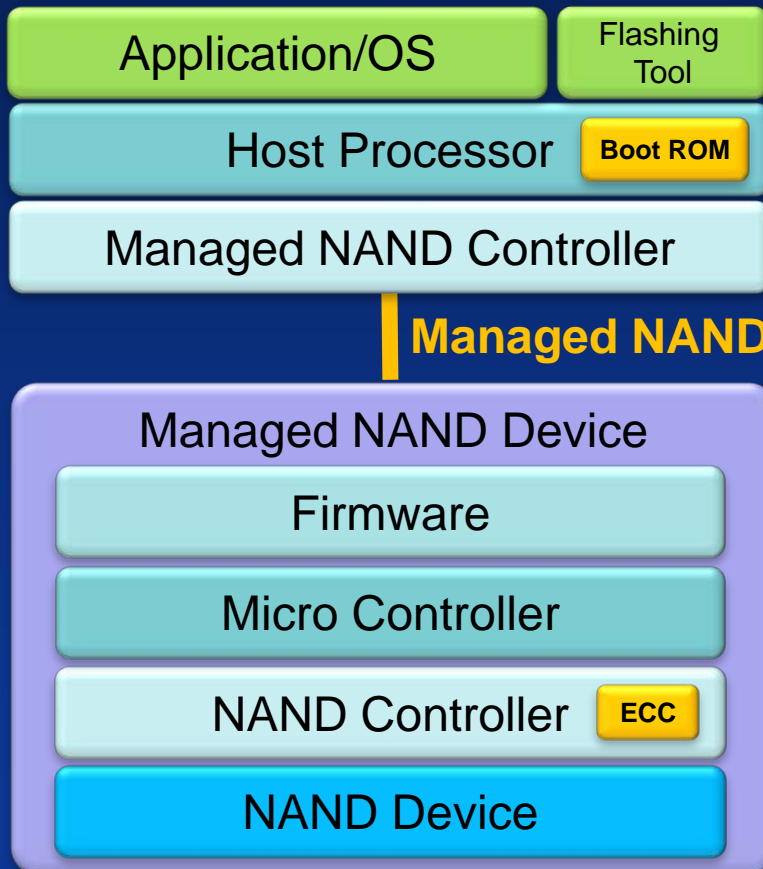 Application/OS
Flashing
Tool
Host Processor
Boot ROM
Managed NAND Controller
Managed NAND
Managed NAND Device
Firmware
Micro Controller
NAND Controller
ECC
NAND Device